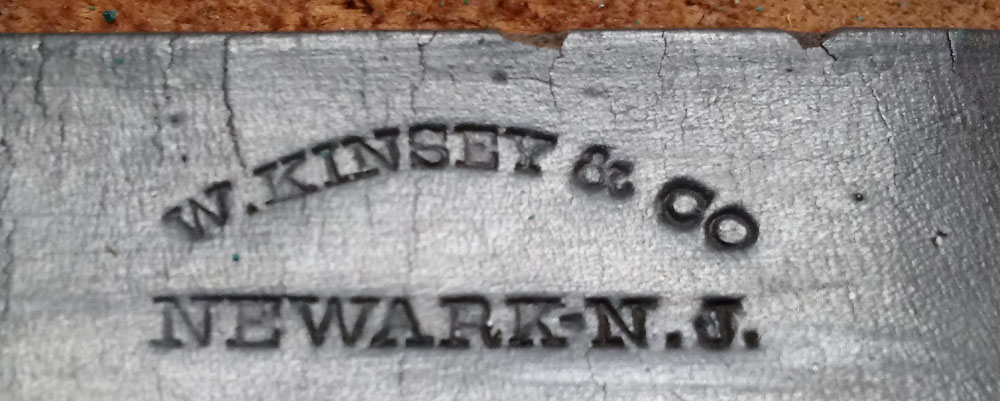 W. KINSEY & CO
NEWARK-N.J.